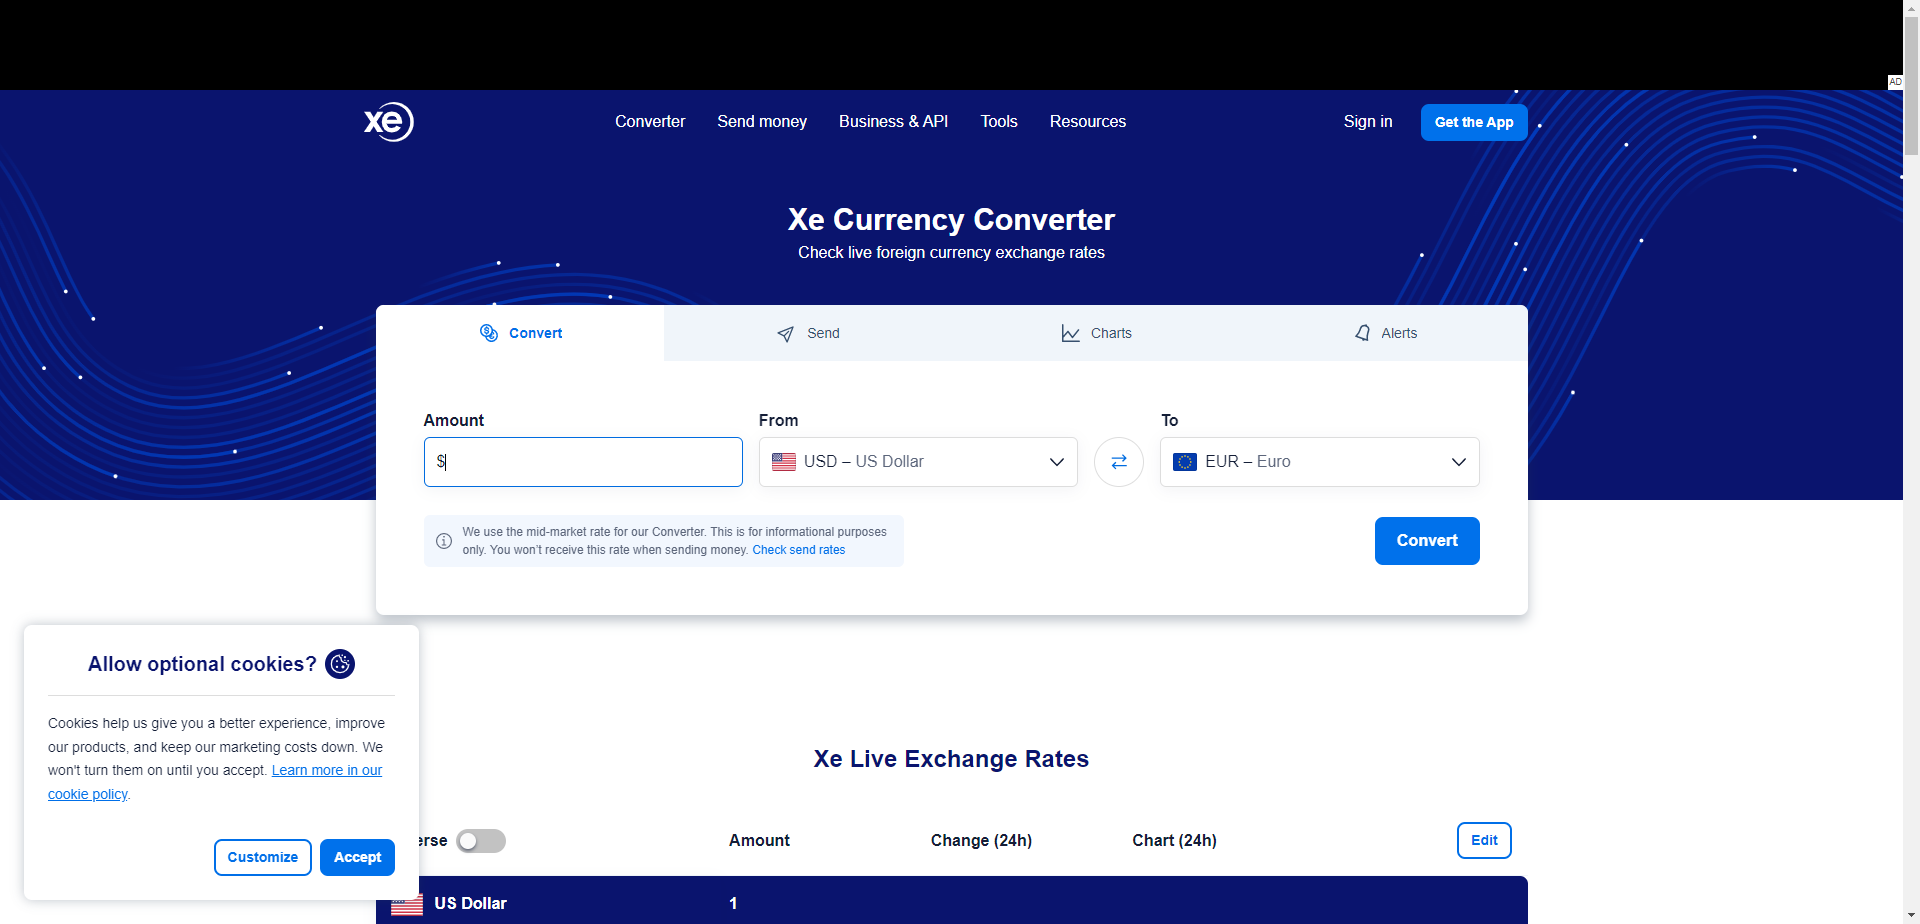 AD
xe
Converter
Send money
Business & API
Tools
Resources
Sign in
Get the App
Xe Currency Converter
Check live foreign currency exchange rates
Convert
Send
Charts
Alerts
Amount
From
To
$
USD – US Dollar
EUR – Euro
We use the mid-market rate for our Converter. This is for informational purposes
only. You won’t receive this rate when sending money. Check send rates
Convert
Allow optional cookies?
Cookies help us give you a better experience, improve
our products, and keep our marketing costs down. We
won't turn them on until you accept. Learn more in our
cookie policy.
Customize
Accept
Xe Live Exchange Rates
erse
Amount
Change (24h)
Chart (24h)
Edit
US Dollar
1